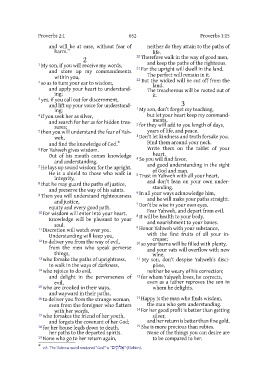 Proverbs 2:1 652 Proverbs 3:15
and will be at ease, without fear of
harm."
2
1 My son, if you will receive my words,
and store up my commandments
within you,
2 so as to turn your ear to wisdom,
and apply your heart to understand-
ing;
3 yes, if you call out for discernment,
and lift up your voice for understand-
ing;
4 if you seek her as silver,
and search for her as for hidden trea-
sures;
5 then you will understand the fear of Yah-
weh,
and find the knowledge of God.
6 For Yahweh gives wisdom.
Out of his mouth comes knowledge
and understanding.
7 He lays up sound wisdom for the upright.
He is a shield to those who walk in
integrity,
8 that he may guard the paths of justice,
and preserve the way of his saints.
9 Then you will understand righteousness
and justice,
equity and every good path.
10 For wisdom will enter into your heart.
Knowledge will be pleasant to your
soul.
11 Discretion will watch over you.
Understanding will keep you,
12 to deliver you from the way of evil,
from the men who speak perverse
things,
13 who forsake the paths of uprightness,
to walk in the ways of darkness,
14 who rejoice to do evil,
and delight in the perverseness of
evil,
15 who are crooked in their ways,
and wayward in their paths,
16 to deliver you from the strange woman,
even from the foreigner who flatters
with her words,
17 who forsakes the friend of her youth,
and forgets the covenant of her God;
18 for her house leads down to death,
her paths to the departed spirits.
19 None who go to her return again,
neither do they attain to the paths of
life.
20 Therefore walk in the way of good men,
and keep the paths of the righteous.
21 For the upright will dwell in the land.
The perfect will remain in it.
22 But the wicked will be cut off from the
land.
The treacherous will be rooted out of
it.
3
1 My son, don't forget my teaching,
but let your heart keep my command-
ments,
2 for they will add to you length of days,
years of life, and peace.
3 Don't let kindness and truth forsake you.
Bind them around your neck.
Write them on the tablet of your
heart.
4 So you will find favor,
and good understanding in the sight
of God and man.
5 Trust in Yahweh with all your heart,
and don't lean on your own under-
standing.
6 In all your ways acknowledge him,
and he will make your paths straight.
7 Don't be wise in your own eyes.
Fear Yahweh, and depart from evil.
8 It will be health to your body,
and nourishment to your bones.
9 Honor Yahweh with your substance,
with the first fruits of all your in-
crease;
10 so your barns will be filled with plenty,
and your vats will overflow with new
wine.
11 My son, don't despise Yahweh's disci-
pline,
neither be weary of his correction;
12 for whom Yahweh loves, he corrects,
even as a father reproves the son in
whom he delights.
13 Happy is the man who finds wisdom,
the man who gets understanding.
14 For her good profit is better than getting
silver,
and her return is better than fine gold.
15 She is more precious than rubies.
None of the things you can desire are
to be compared to her.
2:5 The Hebrew word rendered "God" is "אֱלֹהִ֑ים" (Elohim).